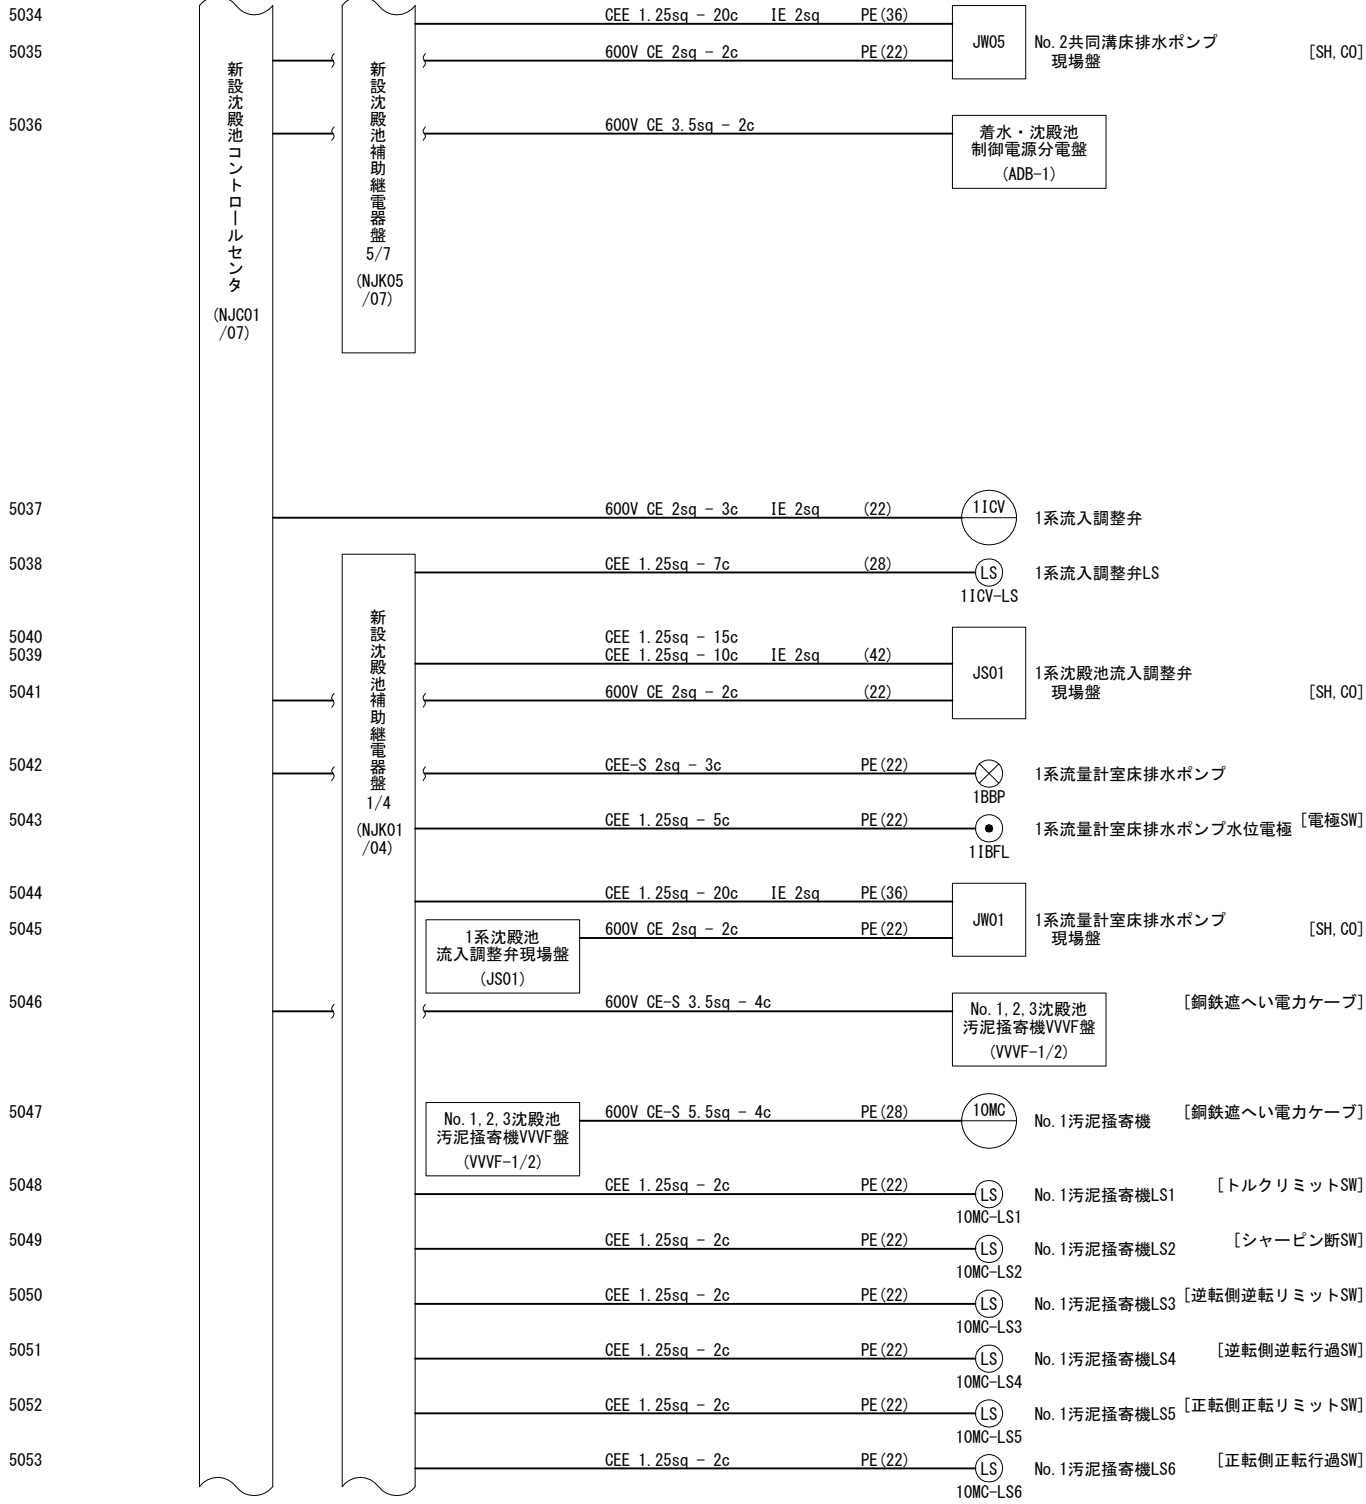 5034 CEE 1.25sq - 20c IE 2sq PE(36)
JW05 No.2共同溝床排水ポンプ
現場盤
5035 600V CE 2sq - 2c PE(22) [SH,CO]
新設沈殿池コントロールセンタ
(NJC01
/07)
新設沈殿池補助継電器盤
5/7
(NJK05
/07)
5036 600V CE 3.5sq - 2c
着水・沈殿池
制御電源分電盤
(ADB-1)
5037 600V CE 2sq - 3c IE 2sq (22) 1ICV 1系流入調整弁
5038 CEE 1.25sq - 7c (28) LS 1系流入調整弁LS
1ICV-LS
新設沈殿池補助継電器盤
1/4
(NJK01
/04)
5040 CEE 1.25sq - 15c
5039 CEE 1.25sq - 10c IE 2sq (42)
JS01 1系沈殿池流入調整弁
現場盤
5041 600V CE 2sq - 2c (22) [SH,CO]
5042 CEE-S 2sq - 3c PE(22) 1系流量計室床排水ポンプ
1BBP
5043 CEE 1.25sq - 5c PE(22) 1系流量計室床排水ポンプ水位電極 [電極SW]
1IBFL
5044 CEE 1.25sq - 20c IE 2sq PE(36)
JW01 1系流量計室床排水ポンプ
現場盤
5045 600V CE 2sq - 2c PE(22) [SH,CO]
1系沈殿池
流入調整弁現場盤
(JS01)
5046 600V CE-S 3.5sq - 4c [銅鉄遮へい電力ケーブ]
No.1,2,3沈殿池
汚泥掻寄機VVVF盤
(VVVF-1/2)
5047 600V CE-S 5.5sq - 4c PE(28) 10MC No.1汚泥掻寄機 [銅鉄遮へい電力ケーブ]
No.1,2,3沈殿池
汚泥掻寄機VVVF盤
(VVVF-1/2)
5048 CEE 1.25sq - 2c PE(22) LS No.1汚泥掻寄機LS1 [トルクリミットSW]
10MC-LS1
5049 CEE 1.25sq - 2c PE(22) LS No.1汚泥掻寄機LS2 [シャーピン断SW]
10MC-LS2
5050 CEE 1.25sq - 2c PE(22) LS No.1汚泥掻寄機LS3 [逆転側逆転リミットSW]
10MC-LS3
5051 CEE 1.25sq - 2c PE(22) LS No.1汚泥掻寄機LS4 [逆転側逆転行過SW]
10MC-LS4
5052 CEE 1.25sq - 2c PE(22) LS No.1汚泥掻寄機LS5 [正転側正転リミットSW]
10MC-LS5
5053 CEE 1.25sq - 2c PE(22) LS No.1汚泥掻寄機LS6 [正転側正転行過SW]
10MC-LS6